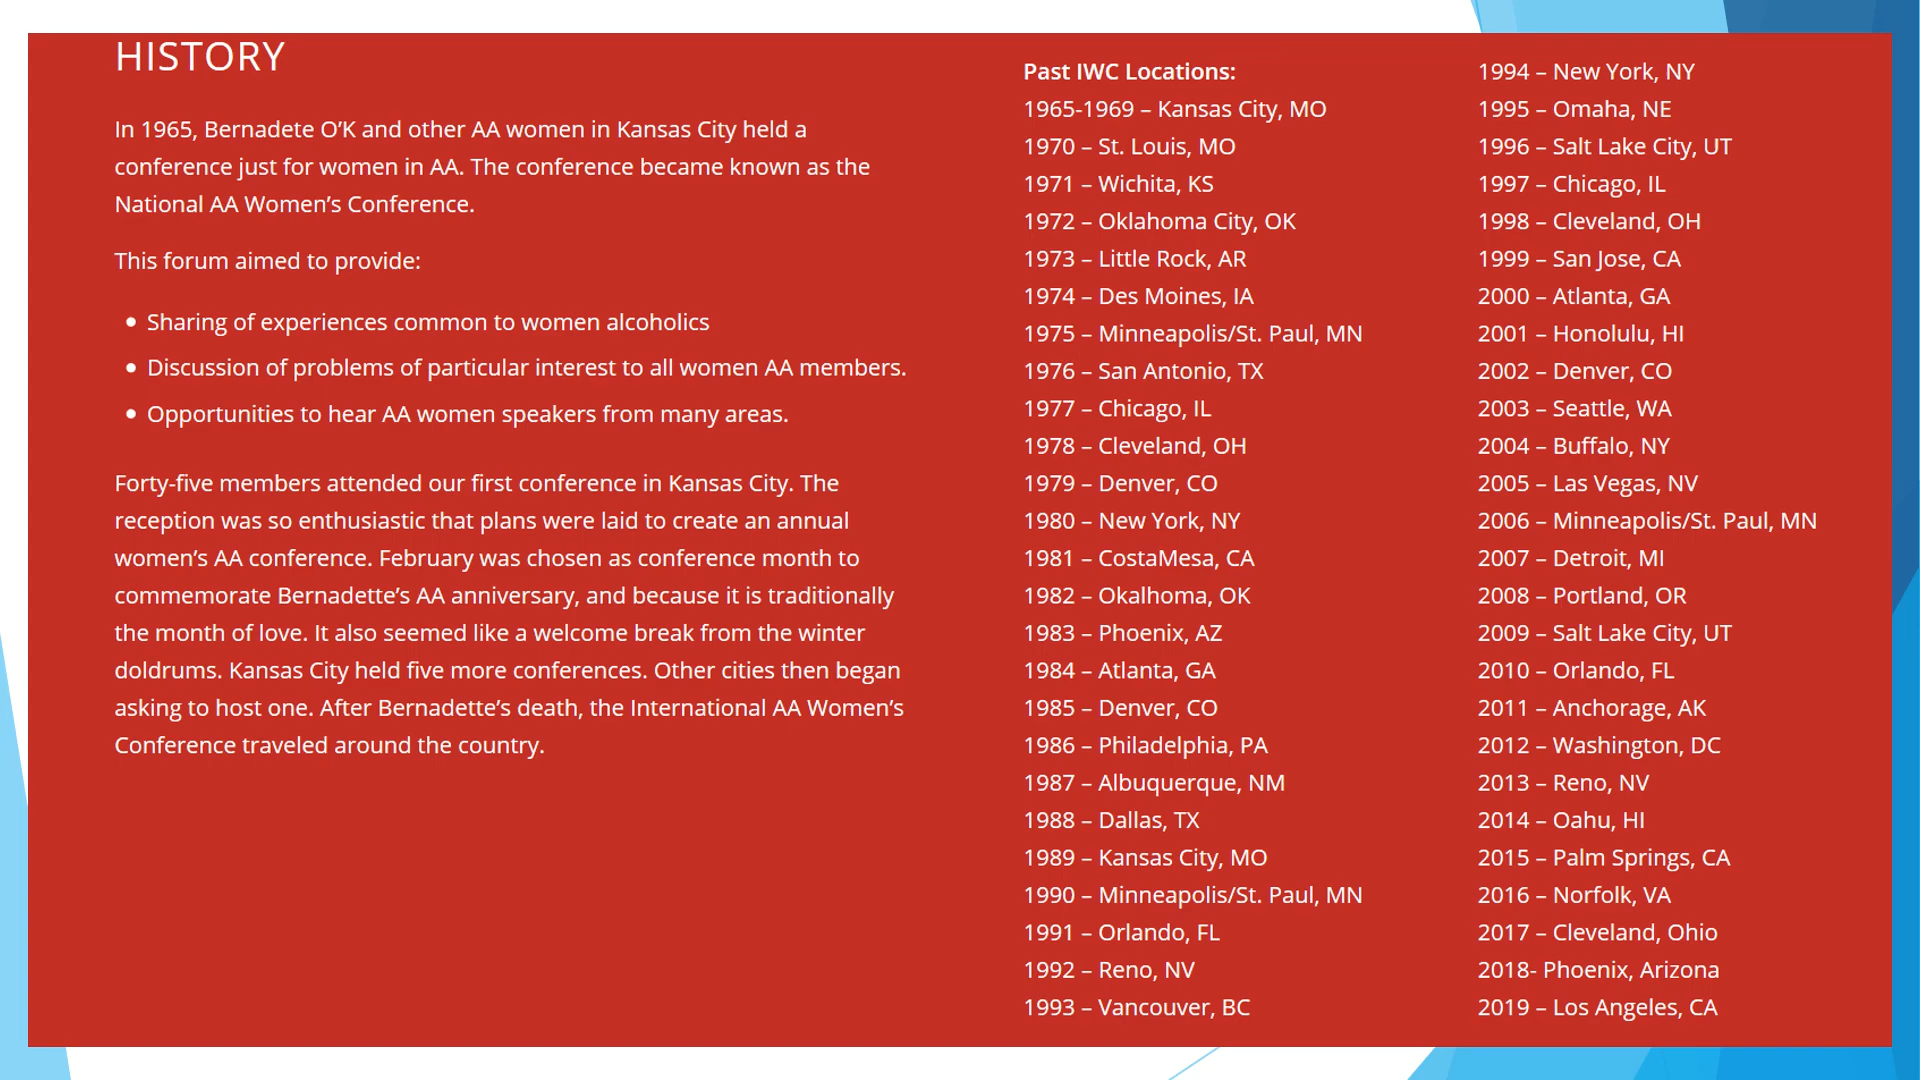 HISTORY
In 1965, Bernadete O’K and other AA women in Kansas City held a
conference just for women in AA. The conference became known as the
National AA Women’s Conference.
This forum aimed to provide:
• Sharing of experiences common to women alcoholics
• Discussion of problems of particular interest to all women AA members.
• Opportunities to hear AA women speakers from many areas.
Forty-five members attended our first conference in Kansas City. The
reception was so enthusiastic that plans were laid to create an annual
women’s AA conference. February was chosen as conference month to
commemorate Bernadette’s AA anniversary, and because it is traditionally
the month of love. It also seemed like a welcome break from the winter
doldrums. Kansas City held five more conferences. Other cities then began
asking to host one. After Bernadette’s death, the International AA Women’s
Conference traveled around the country.
Past IWC Locations:
1965-1969 – Kansas City, MO
1970 – St. Louis, MO
1971 – Wichita, KS
1972 – Oklahoma City, OK
1973 – Little Rock, AR
1974 – Des Moines, IA
1975 – Minneapolis/St. Paul, MN
1976 – San Antonio, TX
1977 – Chicago, IL
1978 – Cleveland, OH
1979 – Denver, CO
1980 – New York, NY
1981 – CostaMesa, CA
1982 – Okalhoma, OK
1983 – Phoenix, AZ
1984 – Atlanta, GA
1985 – Denver, CO
1986 – Philadelphia, PA
1987 – Albuquerque, NM
1988 – Dallas, TX
1989 – Kansas City, MO
1990 – Minneapolis/St. Paul, MN
1991 – Orlando, FL
1992 – Reno, NV
1993 – Vancouver, BC
1994 – New York, NY
1995 – Omaha, NE
1996 – Salt Lake City, UT
1997 – Chicago, IL
1998 – Cleveland, OH
1999 – San Jose, CA
2000 – Atlanta, GA
2001 – Honolulu, HI
2002 – Denver, CO
2003 – Seattle, WA
2004 – Buffalo, NY
2005 – Las Vegas, NV
2006 – Minneapolis/St. Paul, MN
2007 – Detroit, MI
2008 – Portland, OR
2009 – Salt Lake City, UT
2010 – Orlando, FL
2011 – Anchorage, AK
2012 – Washington, DC
2013 – Reno, NV
2014 – Oahu, HI
2015 – Palm Springs, CA
2016 – Norfolk, VA
2017 – Cleveland, Ohio
2018- Phoenix, Arizona
2019 – Los Angeles, CA